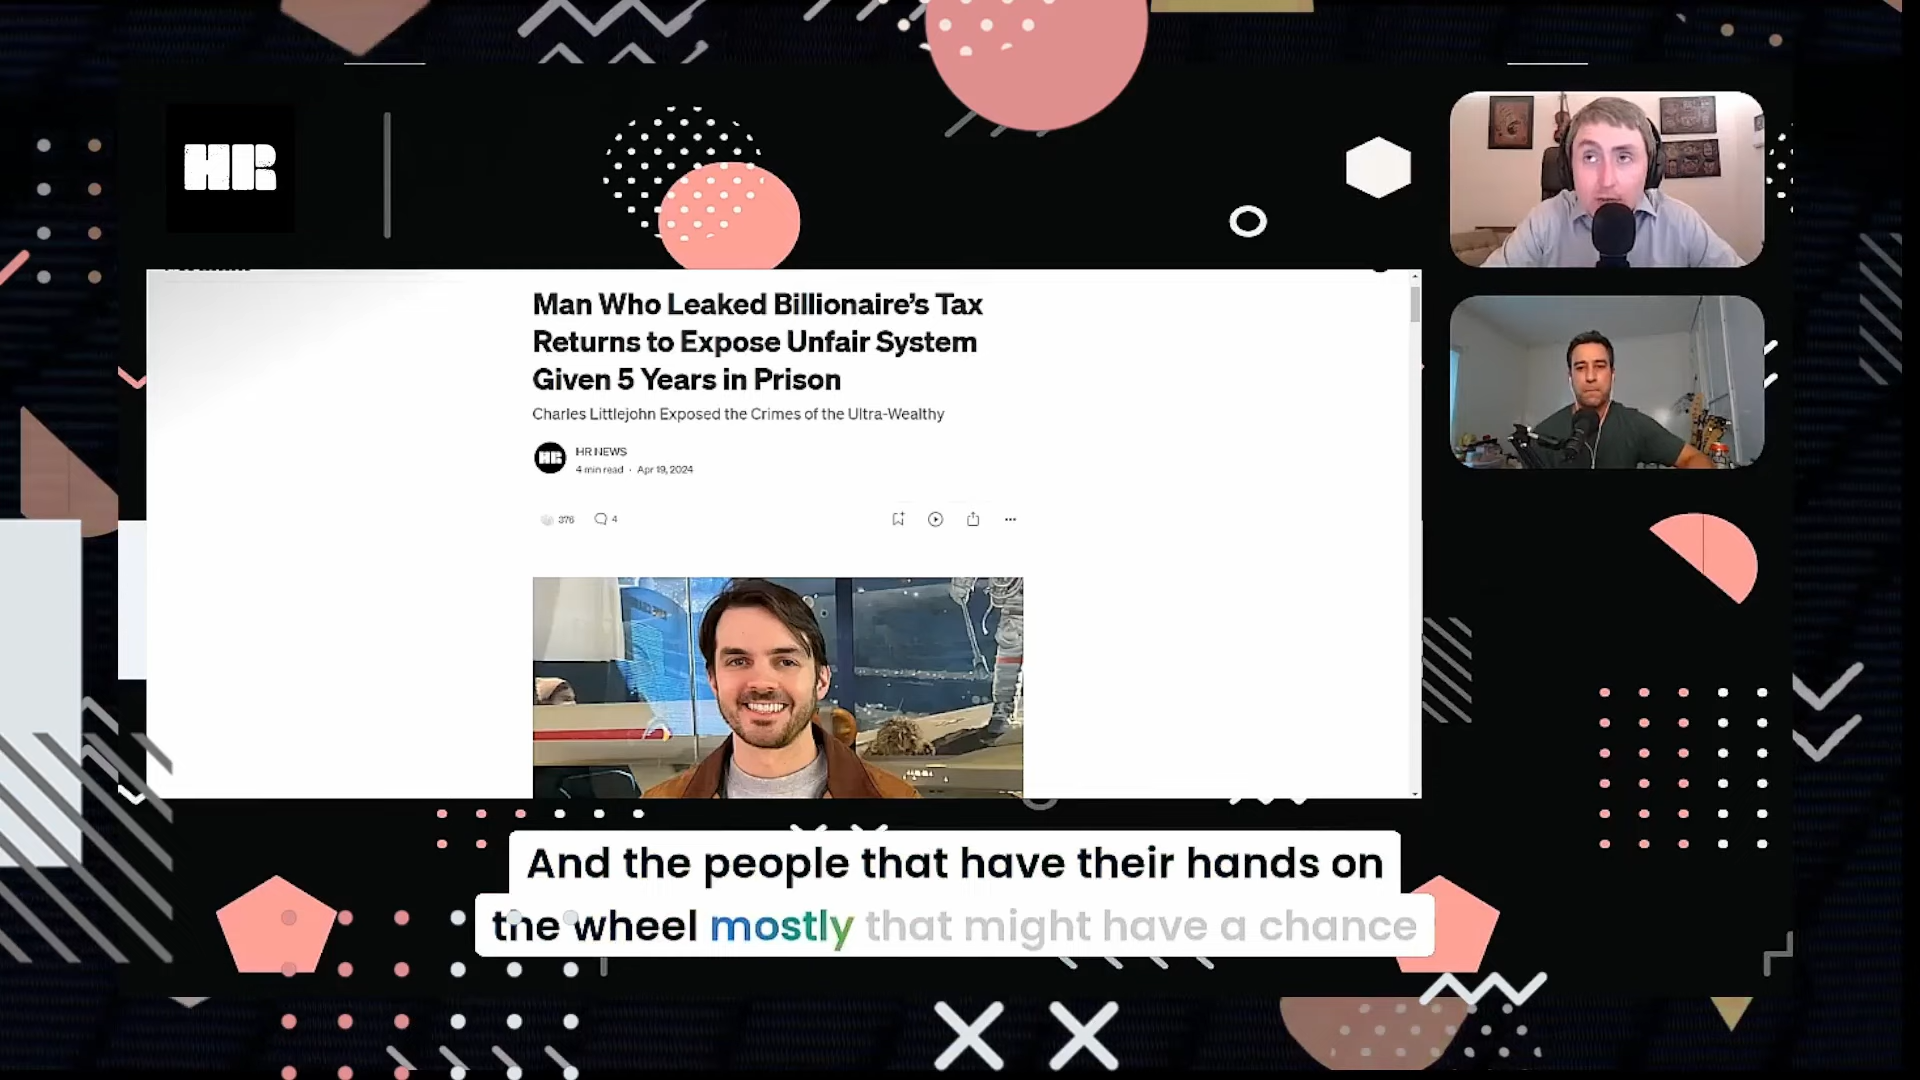 HR
Man Who Leaked Billionaire's Tax
Returns to Expose Unfair System
Given 5 Years in Prison
Charles Littlejohn Exposed the Crimes of the Ultra-Wealthy
HR
HR NEWS
4 min read · Apr 19, 2024
376 4
And the people that have their hands on
the wheel mostly that might have a chance